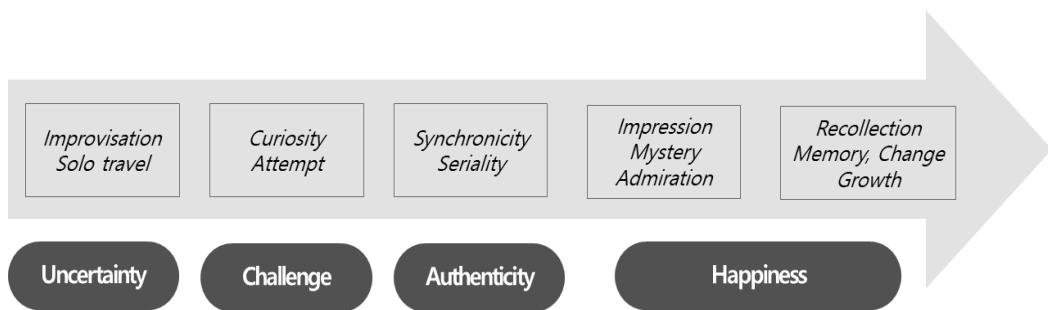 Improvisation
Solo travel
Curiosity
Attempt
Synchronicity
Seriality
Impression
Mystery
Admiration
Recollection
Memory, Change
Growth
Uncertainty
Challenge
Authenticity
Happiness